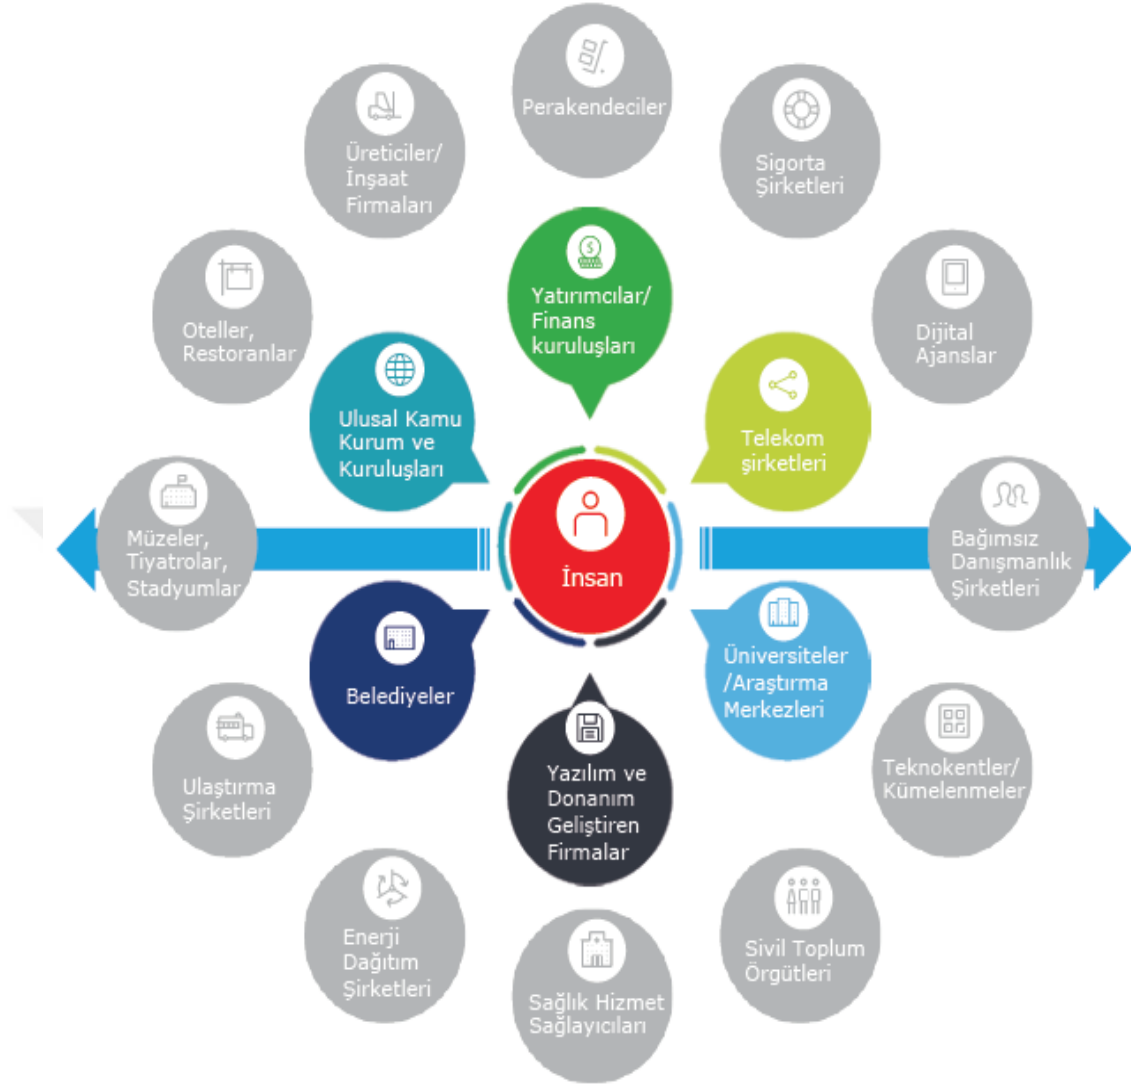 Perakendeciler
Üreticiler/
İnşaat
Firmaları
Sigorta
Şirketleri
Oteller,
Restoranlar
Yatırımcılar/
Finans
kuruluşları
Dijital
Ajanslar
Ulusal Kamu
Kurum ve
Kuruluşları
Telekom
şirketleri
Müzeler,
Tiyatrolar,
Stadyumlar
İnsan
Bağımsız
Danışmanlık
Şirketleri
Belediyeler
Üniversiteler
/Araştırma
Merkezleri
Ulaştırma
Şirketleri
Yazılım ve
Donanım
Geliştiren
Firmalar
Teknokentler/
Kümelenmeler
Enerji
Dağıtım
Şirketleri
Sağlık Hizmet
Sağlayıcıları
Sivil Toplum
Örgütleri